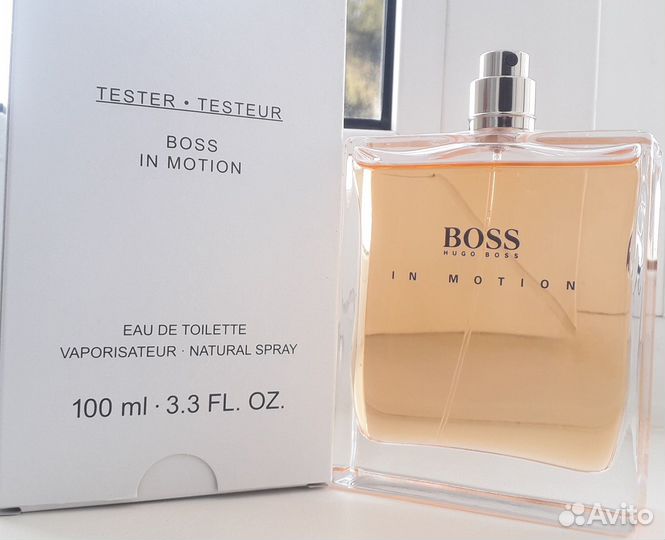 TESTER • TESTEUR
BOSS
IN MOTION
EAU DE TOILETTE
VAPORISATEUR · NATURAL SPRAY
100 ml · 3.3 FL. OZ.
BOSS
HUGO BOSS
IN MOTION
Avito